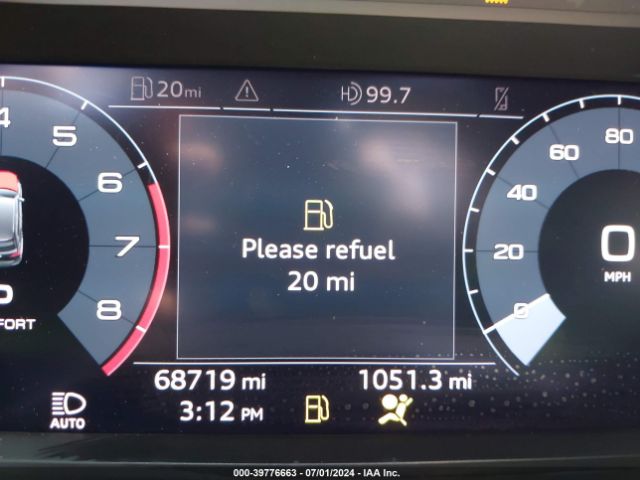 20mi
HD 99.7
4
5
6
7
8
80
60
40
20
0
0
MPH
Please refuel
20 mi
68719 mi
1051.3 mi
3:12 PM
AUTO
000-39776663 - 07/01/2024 - IAA Inc.